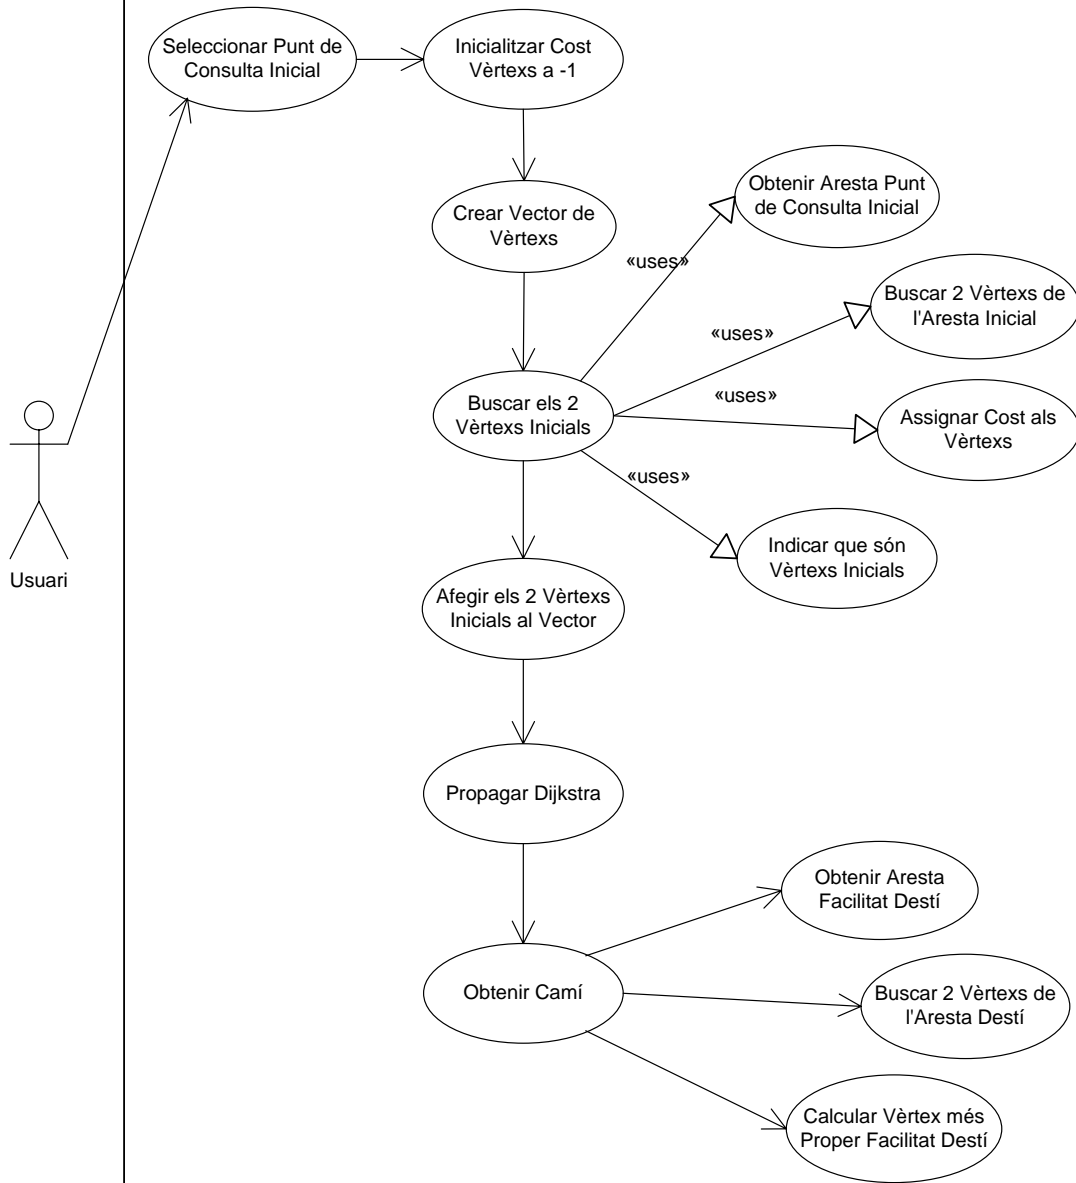 Seleccionar Punt de
Consulta Inicial
Inicialitzar Cost
Vèrtexs a -1
Crear Vector de
Vèrtexs
Obtenir Aresta Punt
de Consulta Inicial
«uses»
Buscar 2 Vèrtexs de
l'Aresta Inicial
«uses»
«uses»
Assignar Cost als
Vèrtexs
Buscar els 2
Vèrtexs Inicials
«uses»
Indicar que són
Vèrtexs Inicials
Usuari
Afegir els 2 Vèrtexs
Inicials al Vector
Propagar Dijkstra
Obtenir Aresta
Facilitat Destí
Obtenir Camí
Buscar 2 Vèrtexs de
l'Aresta Destí
Calcular Vèrtex més
Proper Facilitat Destí